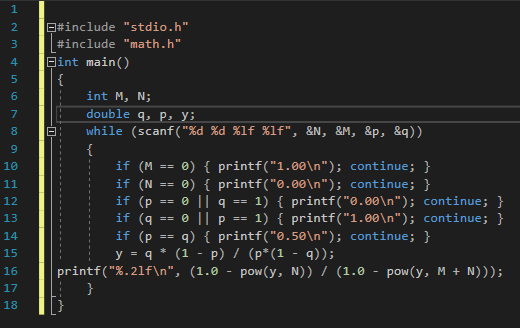 1
2 #include "stdio.h"
3 #include "math.h"
4 int main()
5 {
6 int M, N;
7 double q, p, y;
8 while (scanf("%d %d %lf %lf", &N, &M, &p, &q))
9 {
10 if (M == 0) { printf("1.00\n"); continue; }
11 if (N == 0) { printf("0.00\n"); continue; }
12 if (p == 0 || q == 1) { printf("0.00\n"); continue; }
13 if (q == 0 || p == 1) { printf("1.00\n"); continue; }
14 if (p == q) { printf("0.50\n"); continue; }
15 y = q * (1 - p) / (p*(1 - q));
16 printf("%.2lf\n", (1.0 - pow(y, N)) / (1.0 - pow(y, M + N)));
17 }
18 }